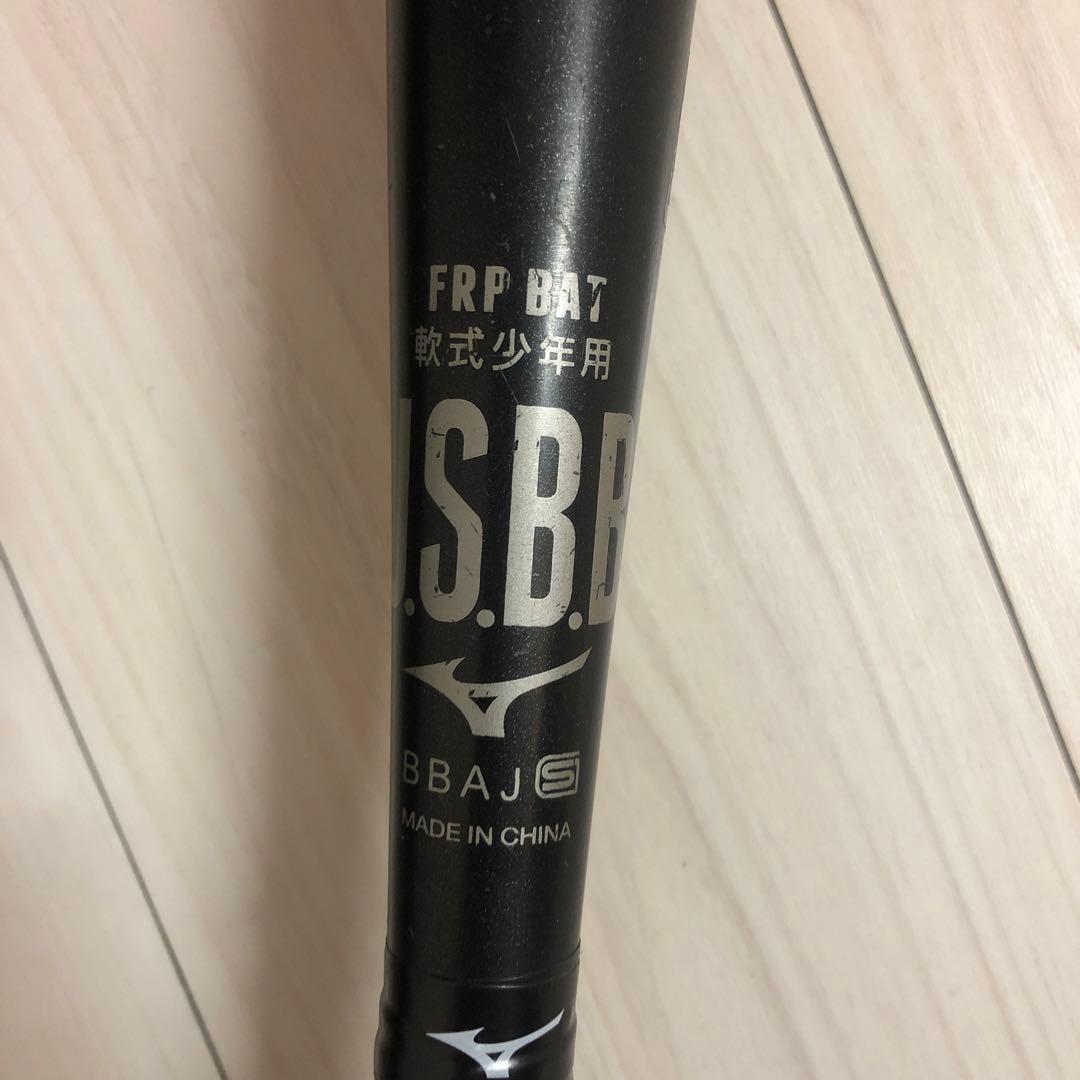 FRP BAT
軟式少年用
J.S.B.B
BBAJ S
MADE IN CHINA